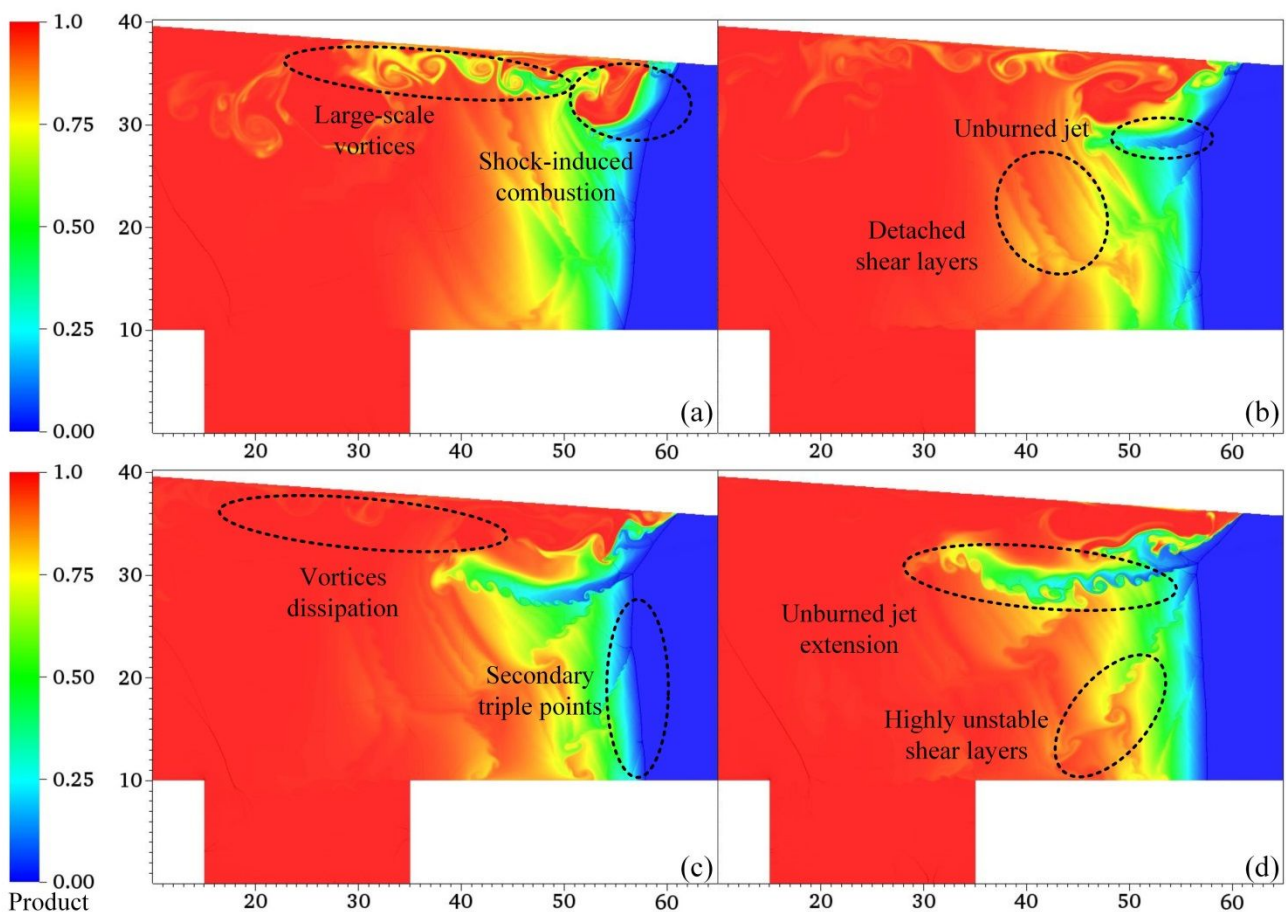 1.0
0.75
0.50
0.25
0.00
40
30
20
10
Large-scale
vortices
Shock-induced
combustion
(a)
20 30 40 50 60
Unburned jet
Detached
shear layers
(b)
20 30 40 50 60
1.0
0.75
0.50
0.25
0.00
Product
40
30
20
10
Vortices
dissipation
Secondary
triple points
(c)
20 30 40 50 60
Unburned jet
extension
Highly unstable
shear layers
(d)
20 30 40 50 60